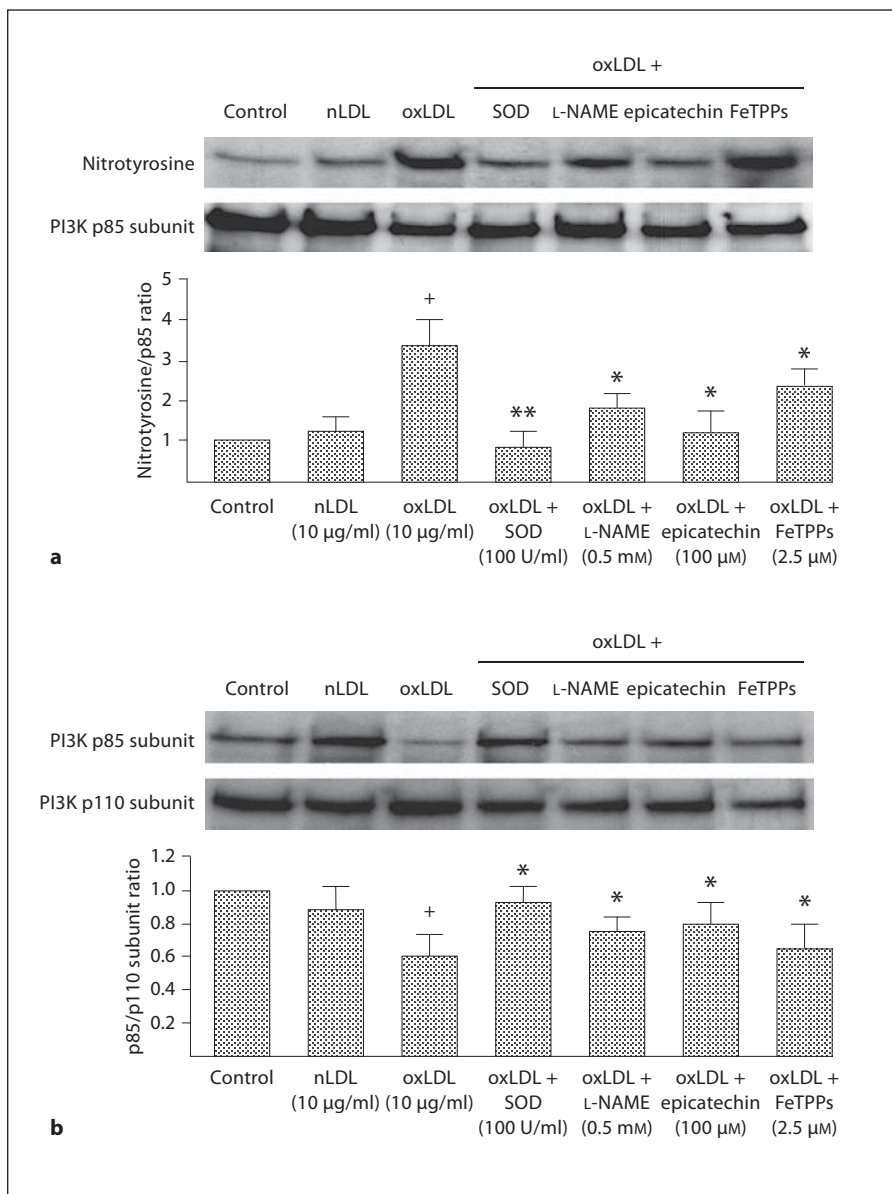 oxLDL +
Control nLDL oxLDL SOD L-NAME epicatechin FeTPPs
Nitrotyrosine
PI3K p85 subunit
Nitrotyrosine/p85 ratio
5
4
3
2
1
+
**
*
*
*
Control nLDL oxLDL oxLDL + oxLDL + oxLDL + oxLDL +
(10 µg/ml) (10 µg/ml) SOD L-NAME epicatechin FeTPPs
(100 U/ml) (0.5 mM) (100 µM) (2.5 µM)
a
oxLDL +
Control nLDL oxLDL SOD L-NAME epicatechin FeTPPs
PI3K p85 subunit
PI3K p110 subunit
p85/p110 subunit ratio
1.2
1.0
0.8
0.6
0.4
0.2
+
*
*
*
*
Control nLDL oxLDL oxLDL + oxLDL + oxLDL + oxLDL +
(10 µg/ml) (10 µg/ml) SOD L-NAME epicatechin FeTPPs
(100 U/ml) (0.5 mM) (100 µM) (2.5 µM)
b